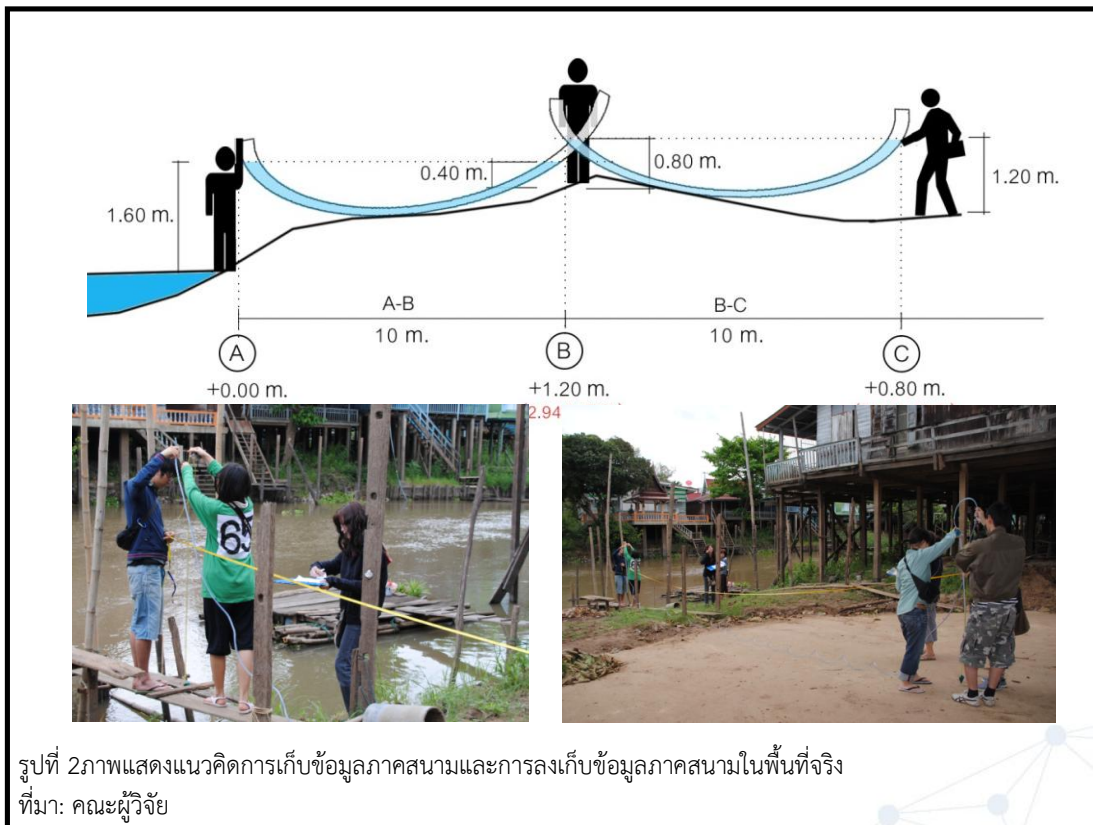 0.40 m.
0.80 m.
1.20 m.
1.60 m.
A-B
B-C
10 m.
10 m.
A
B
C
+0.00 m.
+1.20 m.
+0.80 m.
2.94
65
รูปที่ 2ภาพแสดงแนวคิดการเก็บข้อมูลภาคสนามและการลงเก็บข้อมูลภาคสนามในพื้นที่จริง
ที่มา: คณะผู้วิจัย